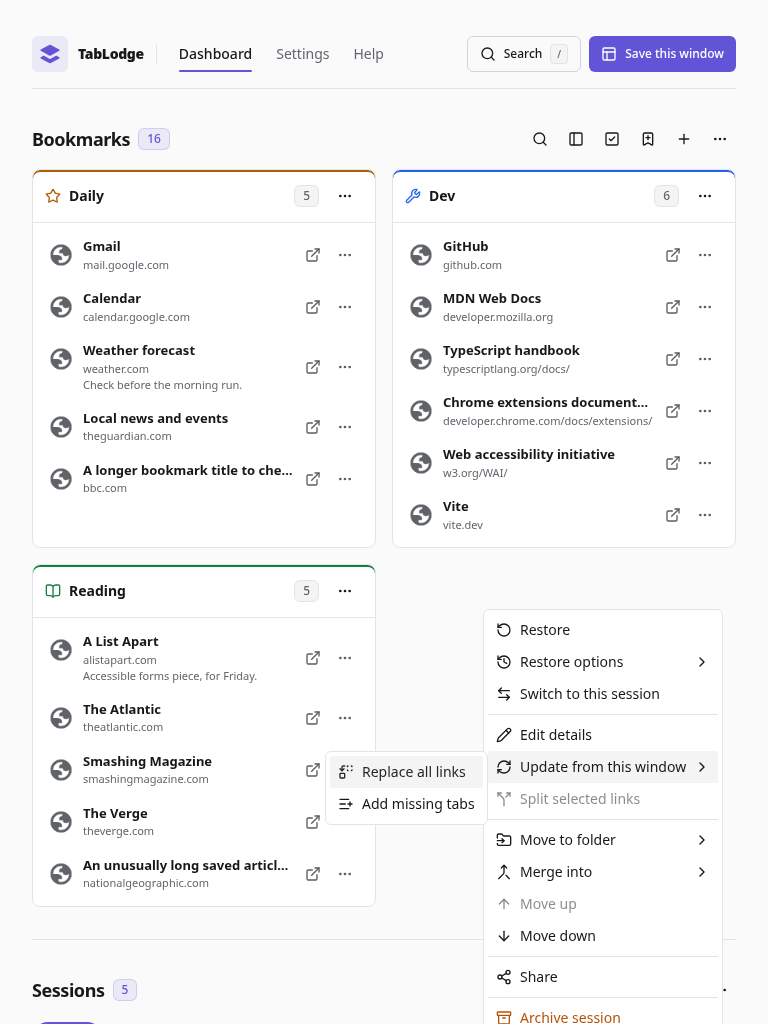 TabLodge
Dashboard
Settings
Help
Search
/
Save this window
Bookmarks
16
Daily
5
Gmail
mail.google.com
Calendar
calendar.google.com
Weather forecast
weather.com
Check before the morning run.
Local news and events
theguardian.com
A longer bookmark title to che...
bbc.com
Dev
6
GitHub
github.com
MDN Web Docs
developer.mozilla.org
TypeScript handbook
typescriptlang.org/docs/
Chrome extensions document...
developer.chrome.com/docs/extensions/
Web accessibility initiative
w3.org/WAI/
Vite
vite.dev
Reading
5
A List Apart
alistapart.com
Accessible forms piece, for Friday.
The Atlantic
theatlantic.com
Smashing Magazine
smashingmagazine.com
The Verge
theverge.com
An unusually long saved articl...
nationalgeographic.com
Replace all links
Add missing tabs
Restore
Restore options
Switch to this session
Edit details
Update from this window
Split selected links
Move to folder
Merge into
Move up
Move down
Share
Archive session
Sessions
5